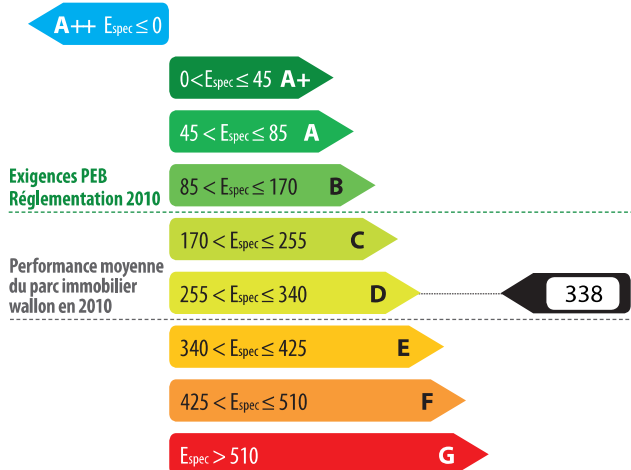 A++ Espec ≤ 0
0<Espec ≤ 45 A+
45 < Espec ≤ 85 A
Exigences PEB
Réglementation 2010
85 < Espec ≤ 170 B
170 < Espec ≤ 255 C
Performance moyenne
du parc immobilier
wallon en 2010
255 < Espec ≤ 340 D
338
340 < Espec ≤ 425 E
425 < Espec ≤ 510 F
Espec > 510 G